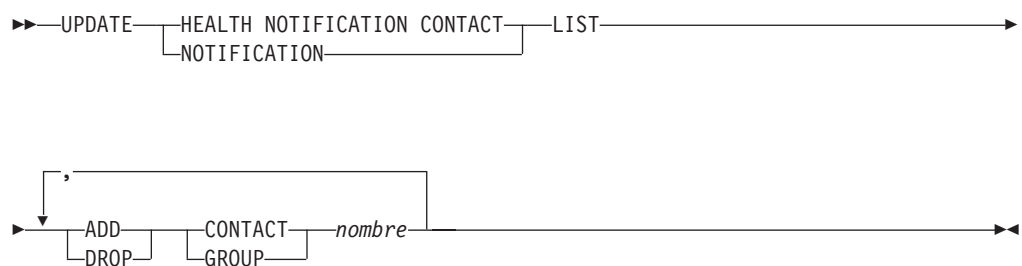 UPDATE HEALTH NOTIFICATION CONTACT LIST
NOTIFICATION
,
ADD CONTACT nombre
DROP GROUP